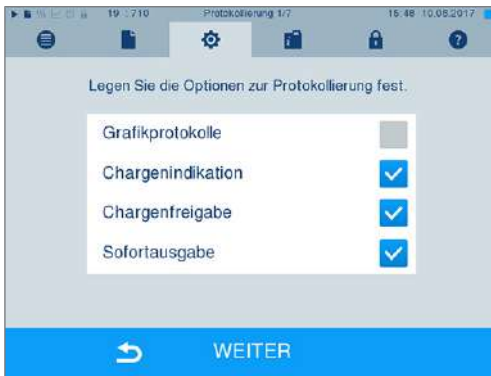 19 : 710 Protokollierung 1/7 15:48 10.08.2017
Legen Sie die Optionen zur Protokollierung fest.
Grafikprotokolle
Chargenindikation
Chargenfreigabe
Sofortausgabe
WEITER